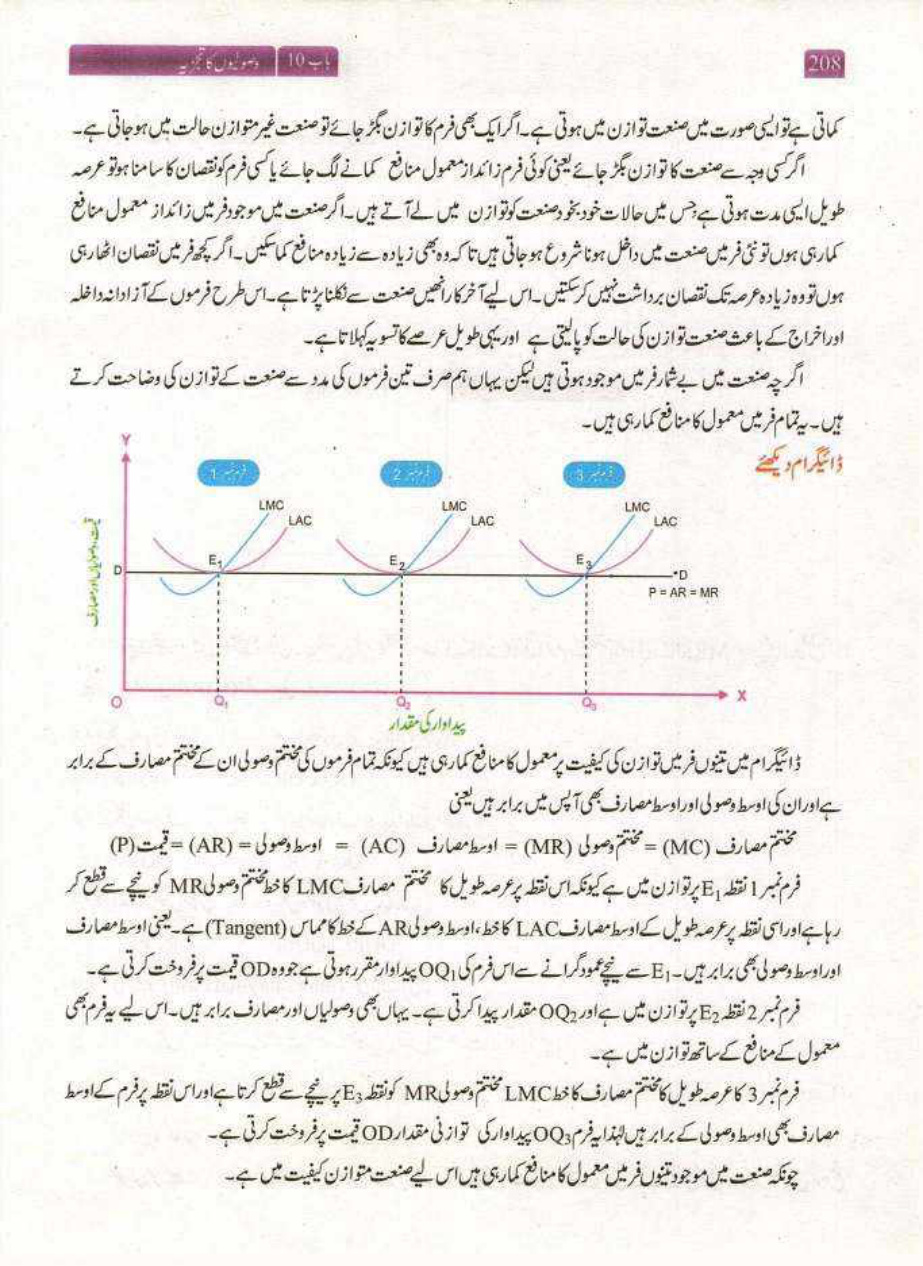 208
باب 10
وصولیوں کا تجزیہ
کماتی ہے تو ایسی صورت میں صنعت توازن میں ہوتی ہے۔ اگر ایک بھی فرم کا توازن بگڑ جائے تو صنعت غیر متوازن حالت میں ہو جاتی ہے۔
اگر کسی وجہ سے صنعت کا توازن بگڑ جائے یعنی کوئی فرم زائد از معمول منافع کمانے لگ جائے یا کسی فرم کو نقصان کا سامنا ہو تو عرصہ
طویل ایسی مدت ہوتی ہے جس میں حالات خود بخود صنعت کو توازن میں لے آتے ہیں۔ اگر صنعت میں موجود فرمیں زائد از معمول منافع
کما رہی ہوں تو نئی فرمیں صنعت میں داخل ہونا شروع ہو جاتی ہیں تاکہ وہ بھی زیادہ سے زیادہ منافع کما سکیں۔ اگر کچھ فرمیں نقصان اٹھا رہی
ہوں تو وہ زیادہ عرصہ تک نقصان برداشت نہیں کر سکتیں۔ اس لیے آخر کار انھیں صنعت سے نکلنا پڑتا ہے۔ اس طرح فرموں کے آزادانہ داخلہ
اور اخراج کے باعث صنعت توازن کی حالت کو پا لیتی ہے اور یہی طویل عرصے کا تسویہ کہلاتا ہے۔
اگرچہ صنعت میں بے شمار فرمیں موجود ہوتی ہیں لیکن یہاں ہم صرف تین فرموں کی مدد سے صنعت کے توازن کی وضاحت کرتے
ہیں۔ یہ تمام فرمیں معمول کا منافع کما رہی ہیں۔
ڈائیگرام دیکھئے
Y
فرم نمبر 1
فرم نمبر 2
فرم نمبر 3
LMC
LAC
LMC
LAC
LMC
LAC
قیمت، وصولیاں اور مصارف
D
E1
E2
E3
D
P = AR = MR
O
Q1
Q2
Q3
X
پیداوار کی مقدار
ڈائیگرام میں تینوں فرمیں توازن کی کیفیت پر معمول کا منافع کما رہی ہیں کیونکہ تمام فرموں کی مختتم وصولی ان کے مختتم مصارف کے برابر
ہے اور ان کی اوسط وصولی اور اوسط مصارف بھی آپس میں برابر ہیں یعنی
مختتم مصارف (MC) = مختتم وصولی (MR) = اوسط مصارف (AC) = اوسط وصولی = (AR) = قیمت (P)
فرم نمبر 1 نقطہ E1 پر توازن میں ہے کیونکہ اس نقطہ پر عرصہ طویل کا مختتم مصارف LMC کا خط مختتم وصولی MR کو نیچے سے قطع کر
رہا ہے اور اسی نقطہ پر عرصہ طویل کے اوسط مصارف LAC کا خط، اوسط وصولی AR کے خط کا مماس (Tangent) ہے۔ یعنی اوسط مصارف
اور اوسط وصولی بھی برابر ہیں۔ E1 سے نیچے عمود گرانے سے اس فرم کی OQ1 پیداوار مقرر ہوتی ہے جو وہ OD قیمت پر فروخت کرتی ہے۔
فرم نمبر 2 نقطہ E2 پر توازن میں ہے اور OQ2 مقدار پیدا کرتی ہے۔ یہاں بھی وصولیاں اور مصارف برابر ہیں۔ اس لیے یہ فرم بھی
معمول کے منافع کے ساتھ توازن میں ہے۔
فرم نمبر 3 کا عرصہ طویل کا مختتم مصارف کا خط LMC مختتم وصولی MR کو نقطہ E3 پر نیچے سے قطع کرتا ہے اور اس نقطہ پر فرم کے اوسط
مصارف بھی اوسط وصولی کے برابر ہیں لہٰذا یہ فرم OQ3 پیداوار کی توازنی مقدار OD قیمت پر فروخت کرتی ہے۔
چونکہ صنعت میں موجود تینوں فرمیں معمول کا منافع کما رہی ہیں اس لیے صنعت متوازن کیفیت میں ہے۔